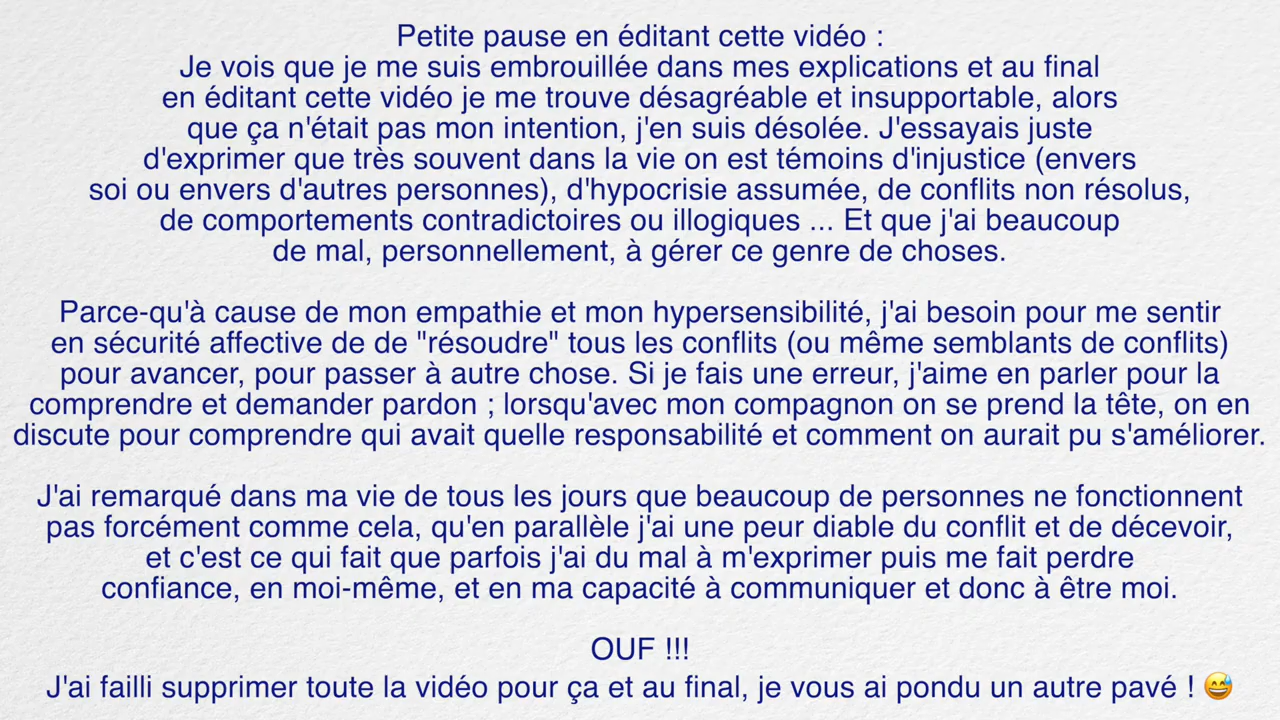 Petite pause en éditant cette vidéo :
Je vois que je me suis embrouillée dans mes explications et au final
en éditant cette vidéo je me trouve désagréable et insupportable, alors
que ça n'était pas mon intention, j'en suis désolée. J'essayais juste
d'exprimer que très souvent dans la vie on est témoins d'injustice (envers
soi ou envers d'autres personnes), d'hypocrisie assumée, de conflits non résolus,
de comportements contradictoires ou illogiques ... Et que j'ai beaucoup
de mal, personnellement, à gérer ce genre de choses.
Parce-qu'à cause de mon empathie et mon hypersensibilité, j'ai besoin pour me sentir
en sécurité affective de de "résoudre" tous les conflits (ou même semblants de conflits)
pour avancer, pour passer à autre chose. Si je fais une erreur, j'aime en parler pour la
comprendre et demander pardon ; lorsqu'avec mon compagnon on se prend la tête, on en
discute pour comprendre qui avait quelle responsabilité et comment on aurait pu s'améliorer.
J'ai remarqué dans ma vie de tous les jours que beaucoup de personnes ne fonctionnent
pas forcément comme cela, qu'en parallèle j'ai une peur diable du conflit et de décevoir,
et c'est ce qui fait que parfois j'ai du mal à m'exprimer puis me fait perdre
confiance, en moi-même, et en ma capacité à communiquer et donc à être moi.
OUF !!!
J'ai failli supprimer toute la vidéo pour ça et au final, je vous ai pondu un autre pavé ! 😅